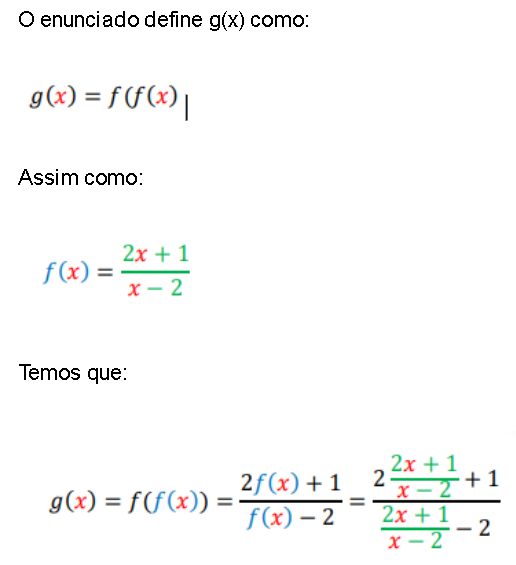 O enunciado define g(x) como:
g(x) = f(f(x)
Assim como:
f(x) = \frac{2x + 1}{x − 2}
Temos que:
g(x) = f(f(x)) = \frac{2f(x) + 1}{f(x) − 2} = \frac{2\frac{2x + 1}{x − 2} + 1}{\frac{2x + 1}{x − 2} − 2}